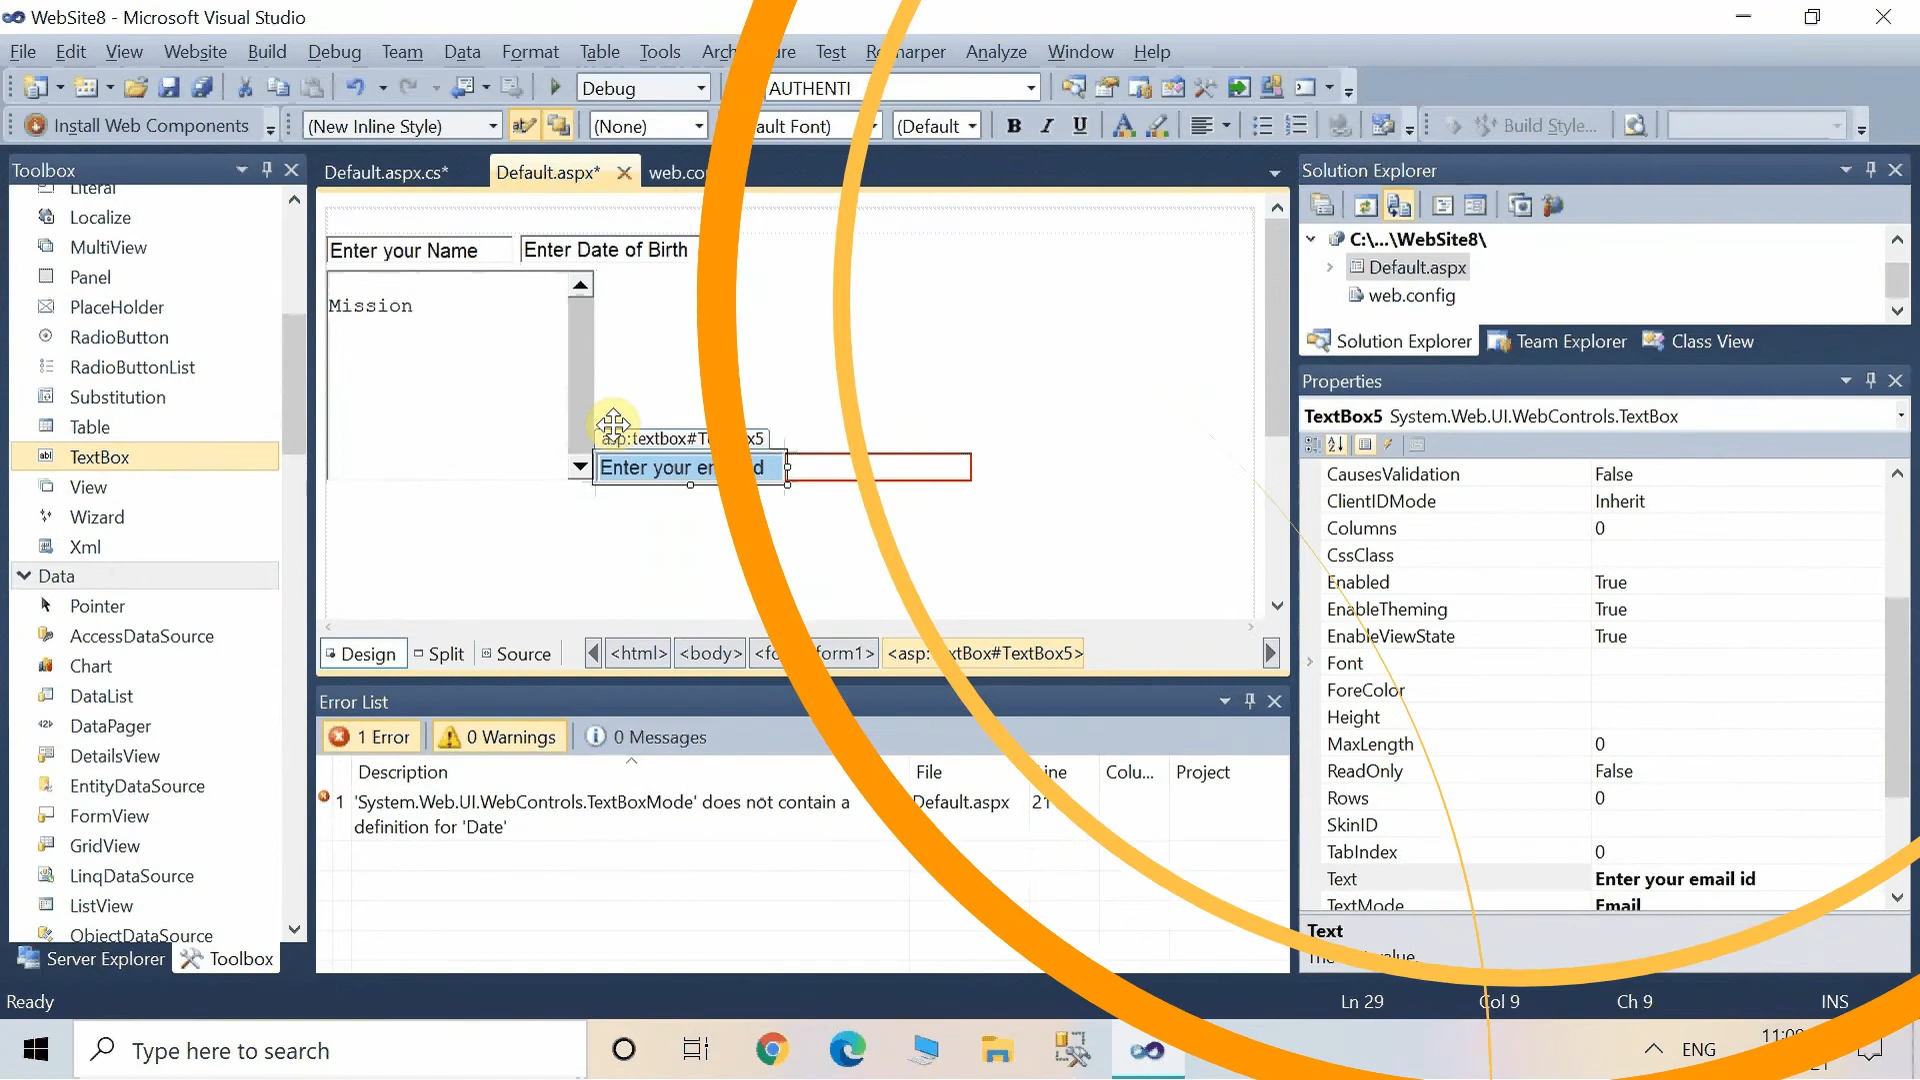 WebSite8 - Microsoft Visual Studio
File Edit View Website Build Debug Team Data Format Table Tools Test Analyze Window Help
Debug AUTHENTI
Install Web Components (New Inline Style) (None) (Default B I U Build Style...
Toolbox
Literal
Localize
MultiView
Panel
PlaceHolder
RadioButton
RadioButtonList
Substitution
Table
TextBox
View
Wizard
Xml
Data
Pointer
AccessDataSource
Chart
DataList
DataPager
DetailsView
EntityDataSource
FormView
GridView
LinqDataSource
ListView
ObjectDataSource
Server Explorer Toolbox
Default.aspx.cs* Default.aspx*
Enter your Name Enter Date of Birth
Mission
Enter your
Design Split Source <html> <body> <asp:TextBox#TextBox5>
Error List
1 Error 0 Warnings 0 Messages
Description File Colu... Project
1 'System.Web.UI.WebControls.TextBoxMode' does not contain a definition for 'Date' Default.aspx 21
Solution Explorer
C:\...\WebSite8\
Default.aspx
web.config
Solution Explorer Team Explorer Class View
Properties
TextBox5 System.Web.UI.WebControls.TextBox
CausesValidation False
ClientIDMode Inherit
Columns 0
CssClass
Enabled True
EnableTheming True
EnableViewState True
Font
ForeColor
Height
MaxLength 0
ReadOnly False
Rows 0
SkinID
TabIndex 0
Text Enter your email id
TextMode Email
Text
Ready Ln 29 Col 9 Ch 9 INS
Type here to search ENG